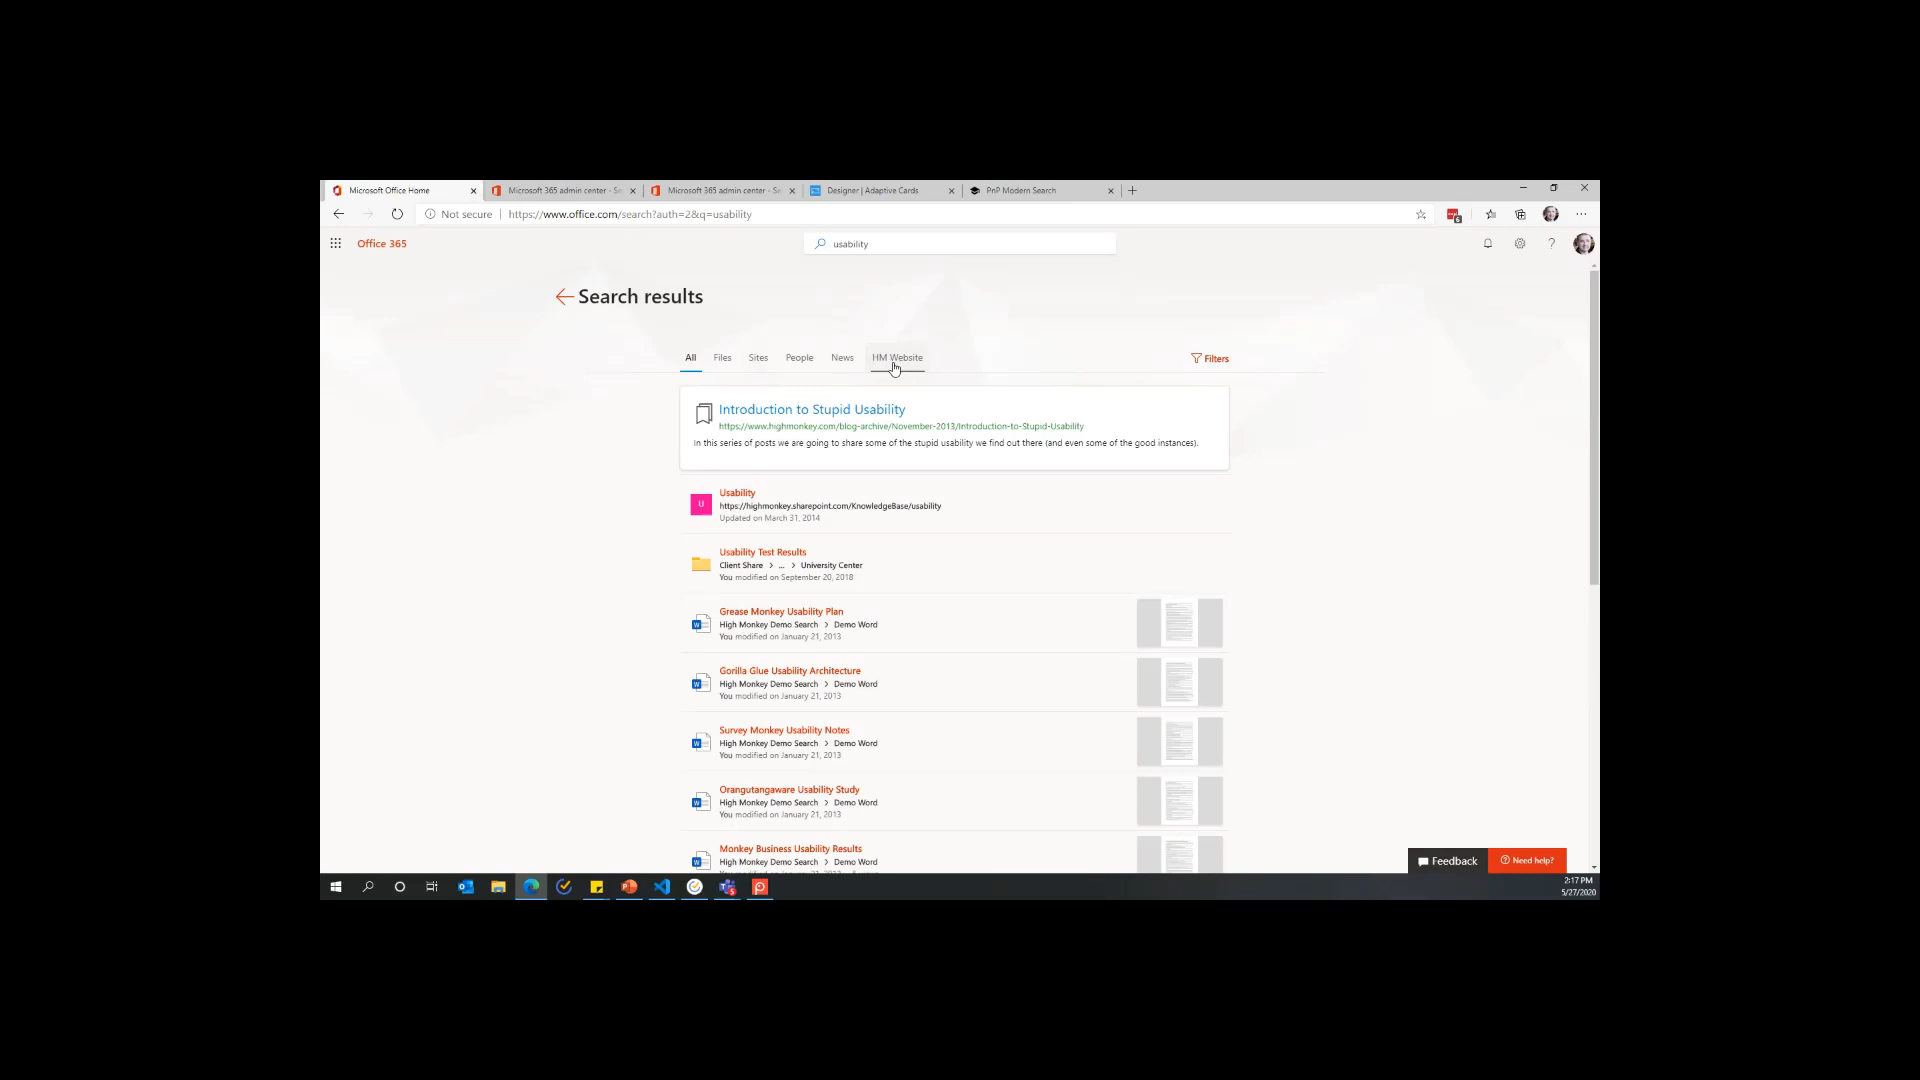 Microsoft Office Home
Microsoft 365 admin center - Se
Microsoft 365 admin center - Se
Designer | Adaptive Cards
PnP Modern Search
Not secure
https://www.office.com/search?auth=2&q=usability
Office 365
usability
Search results
All
Files
Sites
People
News
HM Website
Filters
Introduction to Stupid Usability
https://www.highmonkey.com/blog-archive/November-2013/Introduction-to-Stupid-Usability
In this series of posts we are going to share some of the stupid usability we find out there (and even some of the good instances).
U
Usability
https://highmonkey.sharepoint.com/KnowledgeBase/usability
Updated on March 31, 2014
Usability Test Results
Client Share > ... > University Center
You modified on September 20, 2018
Grease Monkey Usability Plan
High Monkey Demo Search > Demo Word
You modified on January 21, 2013
Gorilla Glue Usability Architecture
High Monkey Demo Search > Demo Word
You modified on January 21, 2013
Survey Monkey Usability Notes
High Monkey Demo Search > Demo Word
You modified on January 21, 2013
Orangutangaware Usability Study
High Monkey Demo Search > Demo Word
You modified on January 21, 2013
Monkey Business Usability Results
High Monkey Demo Search > Demo Word
Feedback
Need help?
2:17 PM
5/27/2020